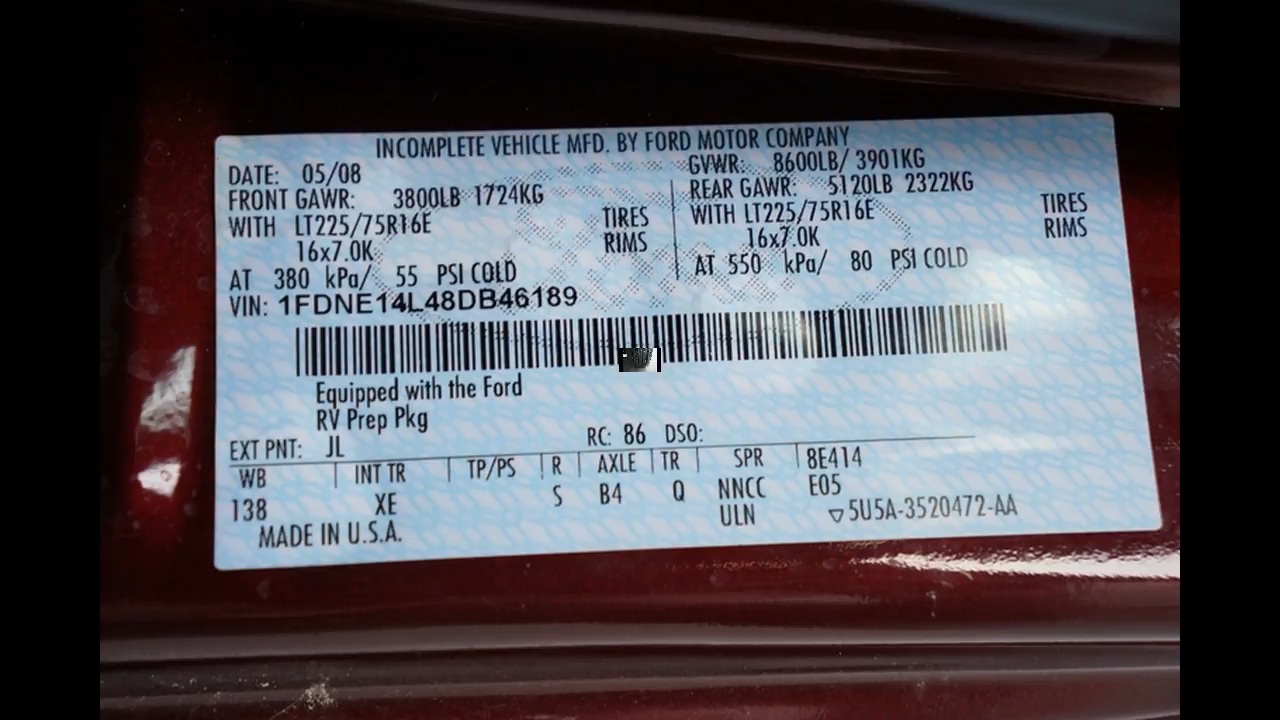 INCOMPLETE VEHICLE MFD. BY FORD MOTOR COMPANY
DATE: 05/08 GVWR: 8600LB/ 3901KG
FRONT GAWR: 3800LB 1724KG REAR GAWR: 5120LB 2322KG
WITH LT225/75R16E TIRES WITH LT225/75R16E TIRES
16x7.0K RIMS 16x7.0K RIMS
AT 380 kPa/ 55 PSI COLD AT 550 kPa/ 80 PSI COLD
VIN: 1FDNE14L48DB46189
Equipped with the Ford
RV Prep Pkg
EXT PNT: JL RC: 86 DSO:
WB INT TR TP/PS R AXLE TR SPR 8E414
138 XE S B4 Q NNCC E05
ULN ▽5U5A-3520472-AA
MADE IN U.S.A.